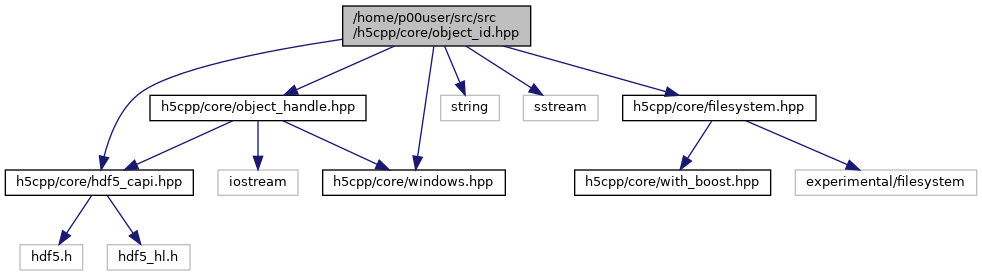 /home/p00user/src/src
/h5cpp/core/object_id.hpp
h5cpp/core/object_handle.hpp
string
sstream
h5cpp/core/filesystem.hpp
h5cpp/core/hdf5_capi.hpp
iostream
h5cpp/core/windows.hpp
h5cpp/core/with_boost.hpp
experimental/filesystem
hdf5.h
hdf5_hl.h